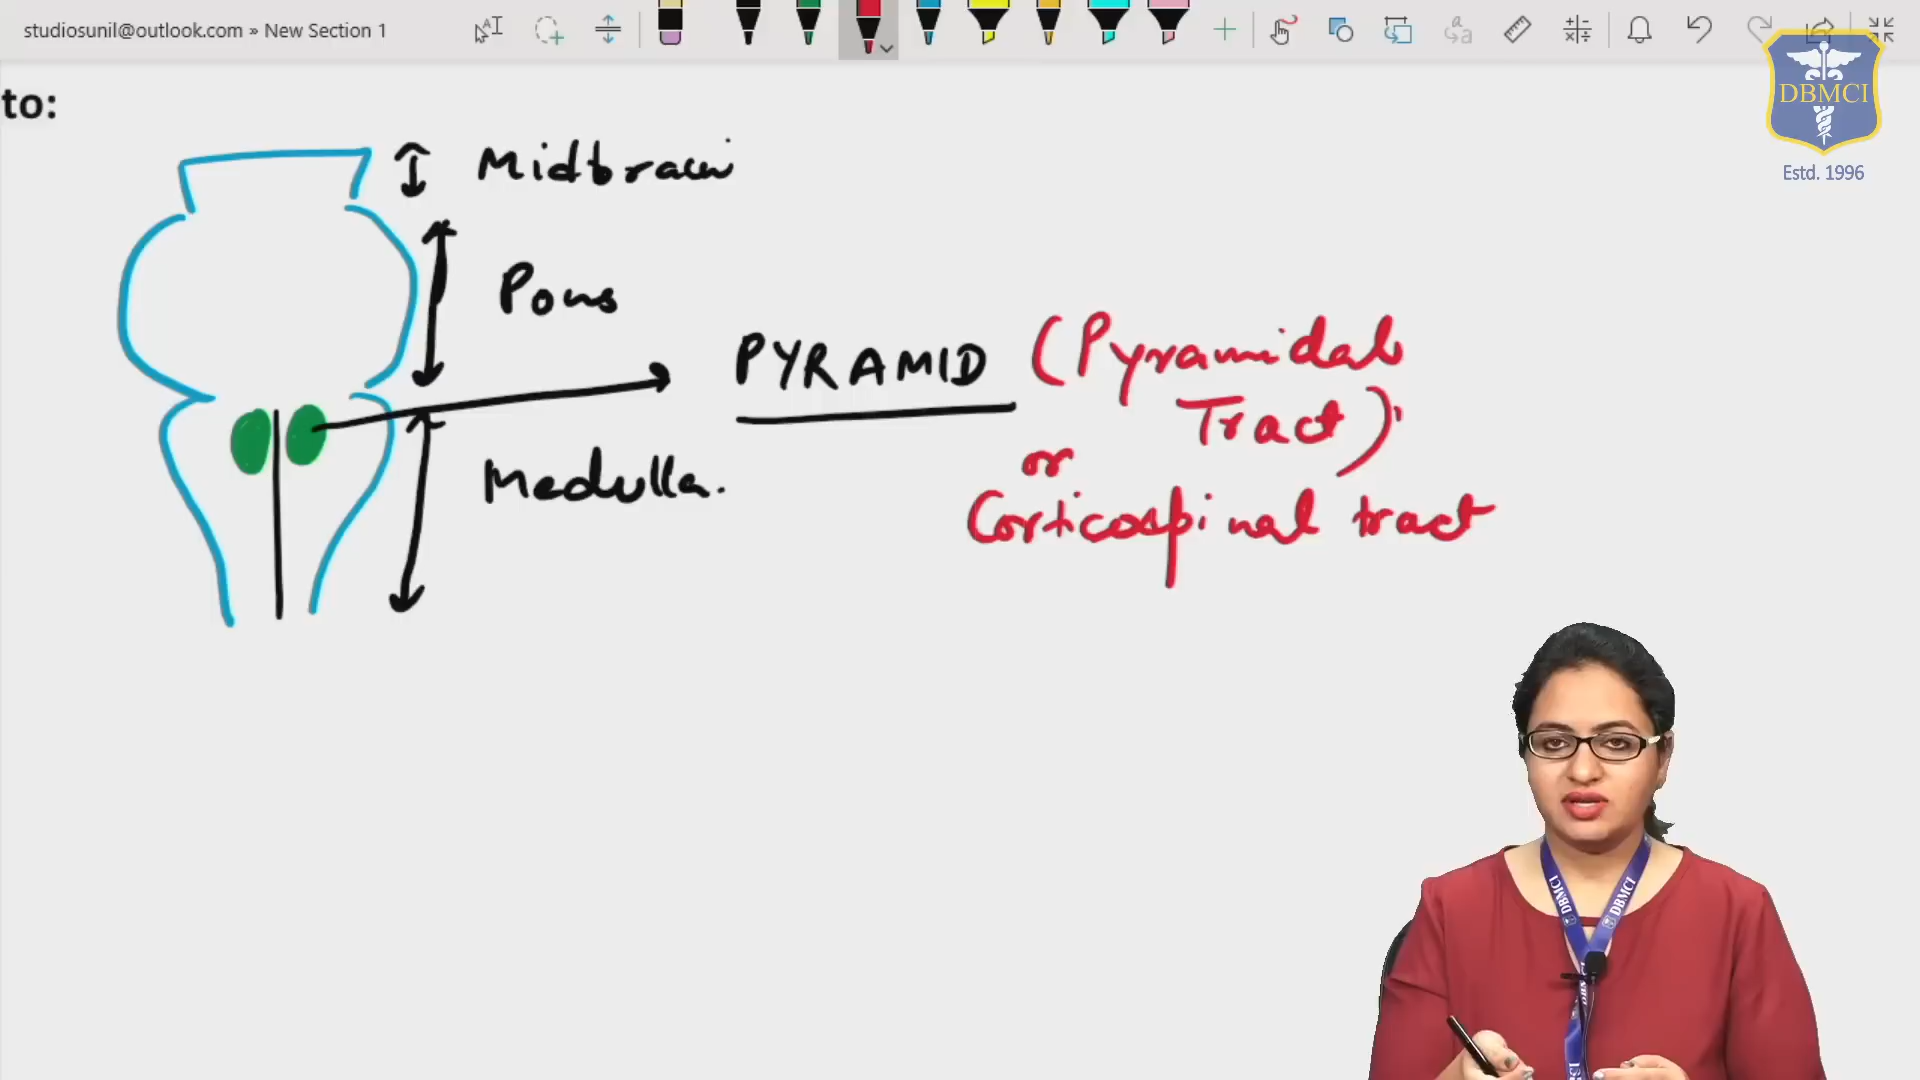 studiosunil@outlook.com » New Section 1
DBMCI
Estd. 1996
to:
Midbrain
Pons
PYRAMID (Pyramidal
Tract)
or
Medulla.
Corticospinal tract
DBMCI
DBMCI